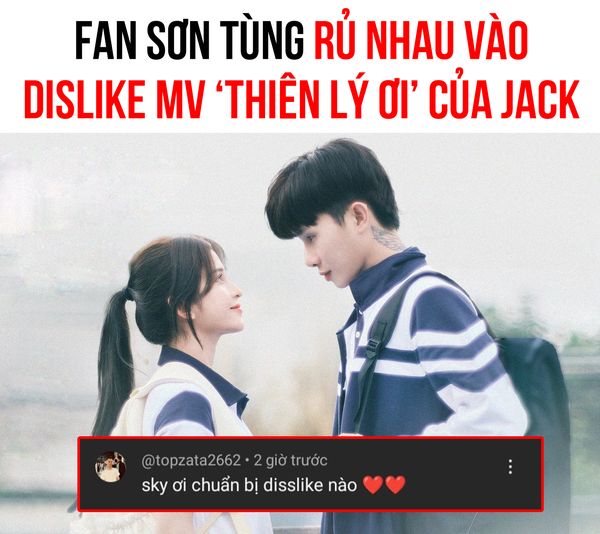 FAN SƠN TÙNG RỦ NHAU VÀO
DISLIKE MV ‘THIÊN LÝ ƠI’ CỦA JACK
@topzata2662 • 2 giờ trước
sky ơi chuẩn bị disslike nào ❤️❤️